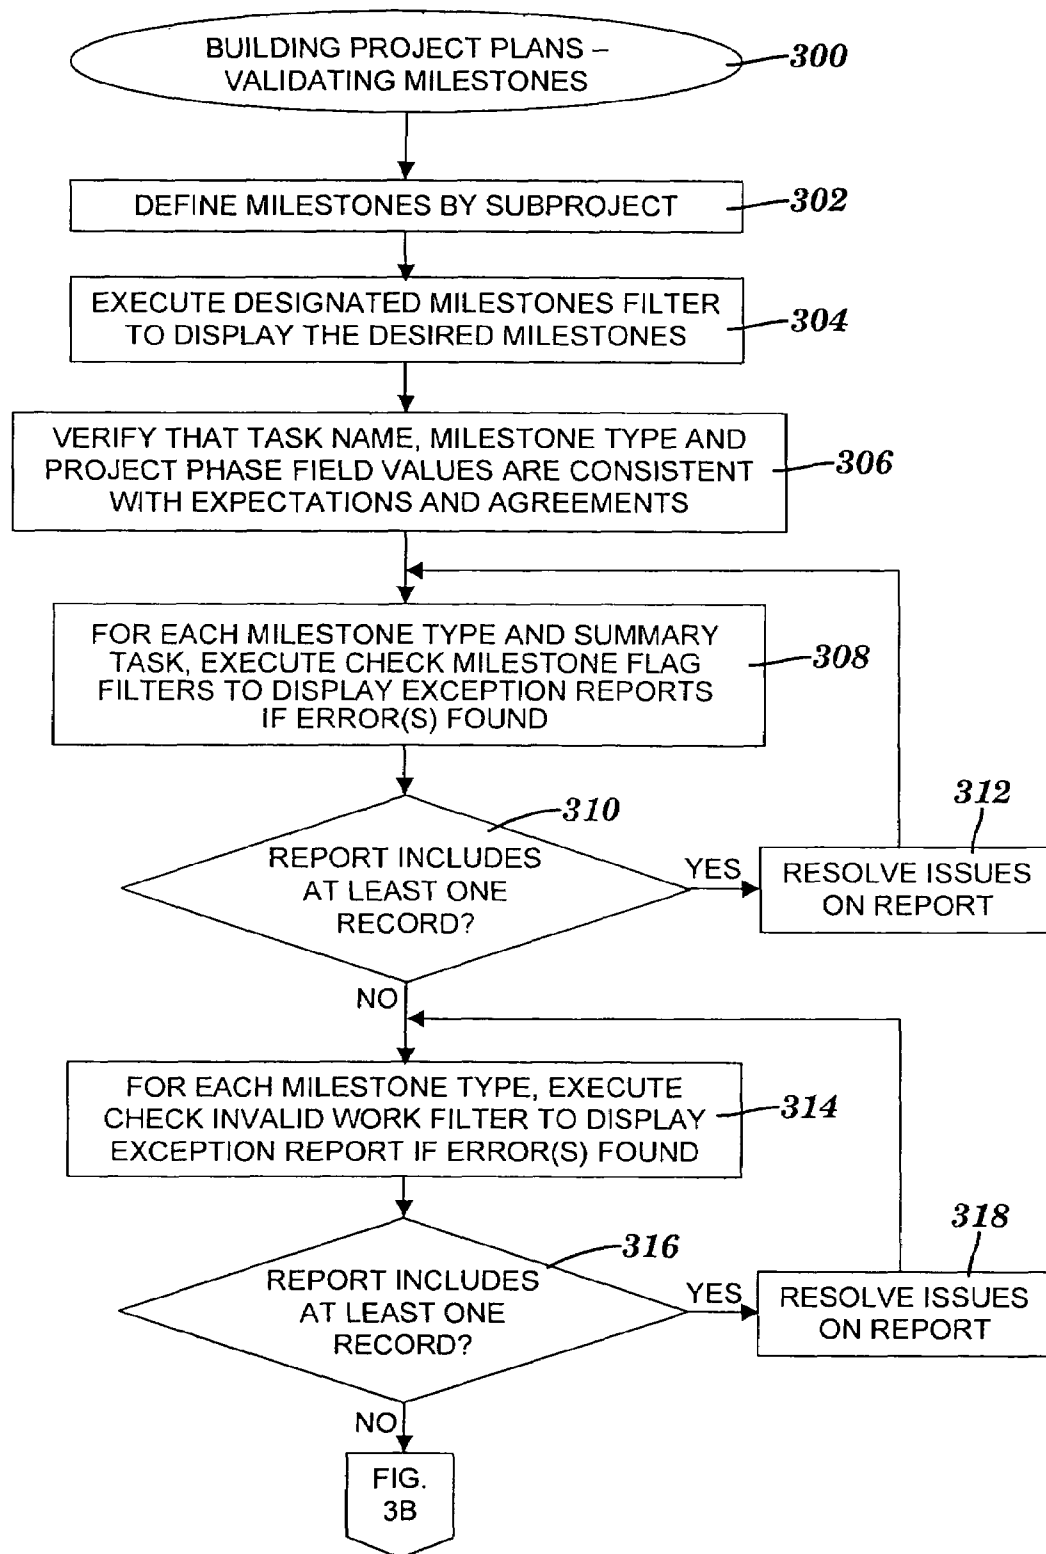 BUILDING PROJECT PLANS –
VALIDATING MILESTONES
300
DEFINE MILESTONES BY SUBPROJECT
302
EXECUTE DESIGNATED MILESTONES FILTER
TO DISPLAY THE DESIRED MILESTONES
304
VERIFY THAT TASK NAME, MILESTONE TYPE AND
PROJECT PHASE FIELD VALUES ARE CONSISTENT
WITH EXPECTATIONS AND AGREEMENTS
306
FOR EACH MILESTONE TYPE AND SUMMARY
TASK, EXECUTE CHECK MILESTONE FLAG
FILTERS TO DISPLAY EXCEPTION REPORTS
IF ERROR(S) FOUND
308
310
REPORT INCLUDES
AT LEAST ONE
RECORD?
YES
312
RESOLVE ISSUES
ON REPORT
NO
FOR EACH MILESTONE TYPE, EXECUTE
CHECK INVALID WORK FILTER TO DISPLAY
EXCEPTION REPORT IF ERROR(S) FOUND
314
316
REPORT INCLUDES
AT LEAST ONE
RECORD?
YES
318
RESOLVE ISSUES
ON REPORT
NO
FIG.
3B